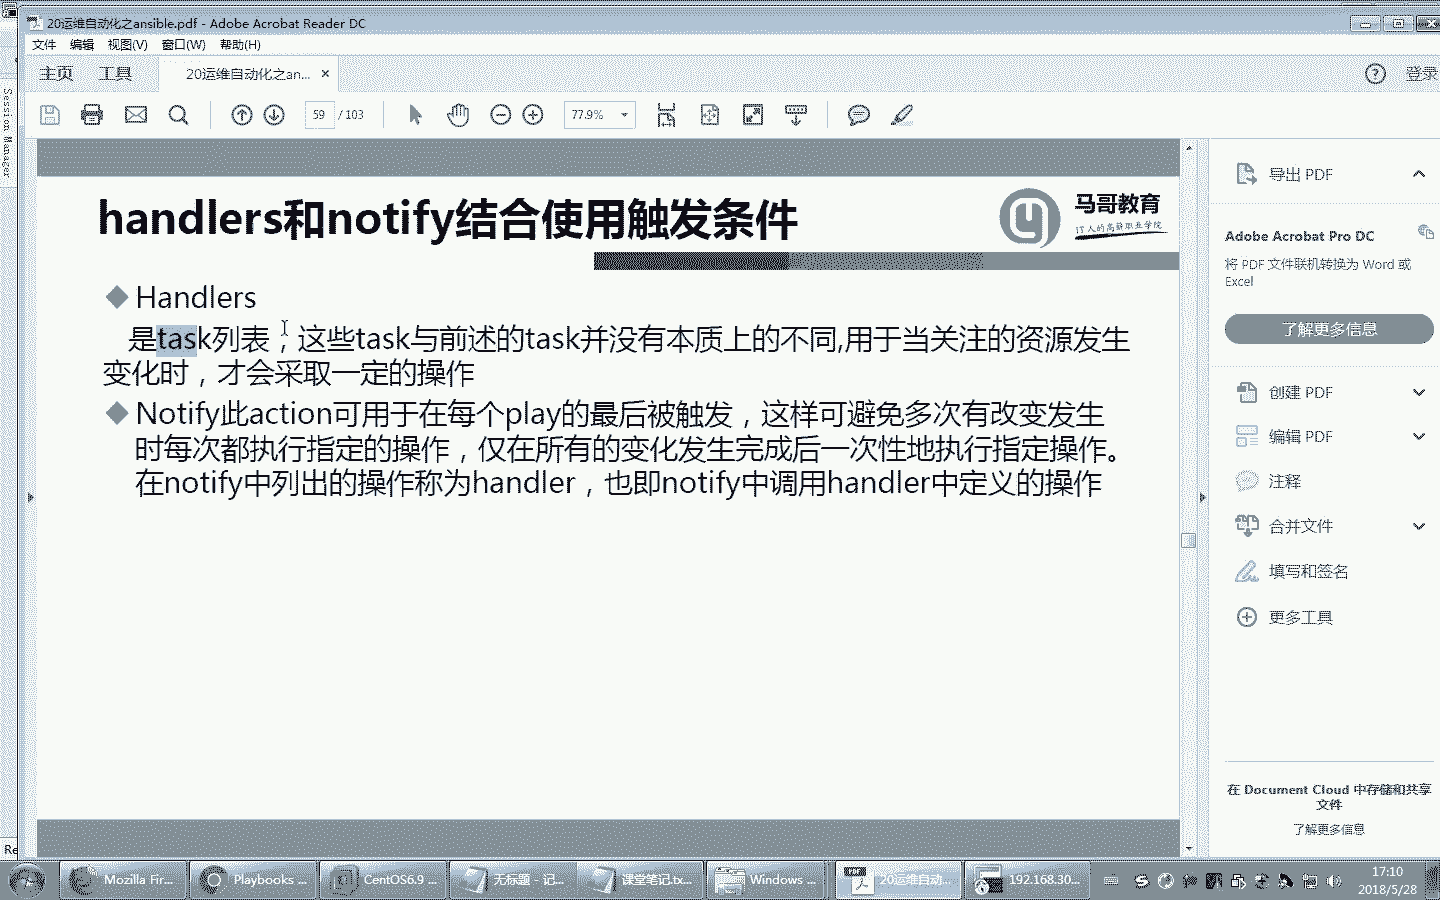 20运维自动化之ansible.pdf - Adobe Acrobat Reader DC
文件 编辑 视图(V) 窗口(W) 帮助(H)
主页 工具 20运维自动化之an... × 登录
Session Manager
59 / 103 77.9%
handlers和notify结合使用触发条件
马哥教育
IT人的高薪职业学院
Handlers
是task列表，这些task与前述的task并没有本质上的不同,用于当关注的资源发生
变化时，才会采取一定的操作
Notify此action可用于在每个play的最后被触发，这样可避免多次有改变发生
时每次都执行指定的操作，仅在所有的变化发生完成后一次性地执行指定操作。
在notify中列出的操作称为handler，也即notify中调用handler中定义的操作
导出 PDF
Adobe Acrobat Pro DC
将 PDF 文件联机转换为 Word 或
Excel
了解更多信息
创建 PDF
编辑 PDF
注释
合并文件
填写和签名
更多工具
在 Document Cloud 中存储和共享
文件
了解更多信息
Re
Mozilla Fir... Playbooks ... CentOS6.9 ... 无标题 - 记... 课堂笔记.tx... Windows ... 20运维自动... 192.168.30...
17:10
2018/5/28